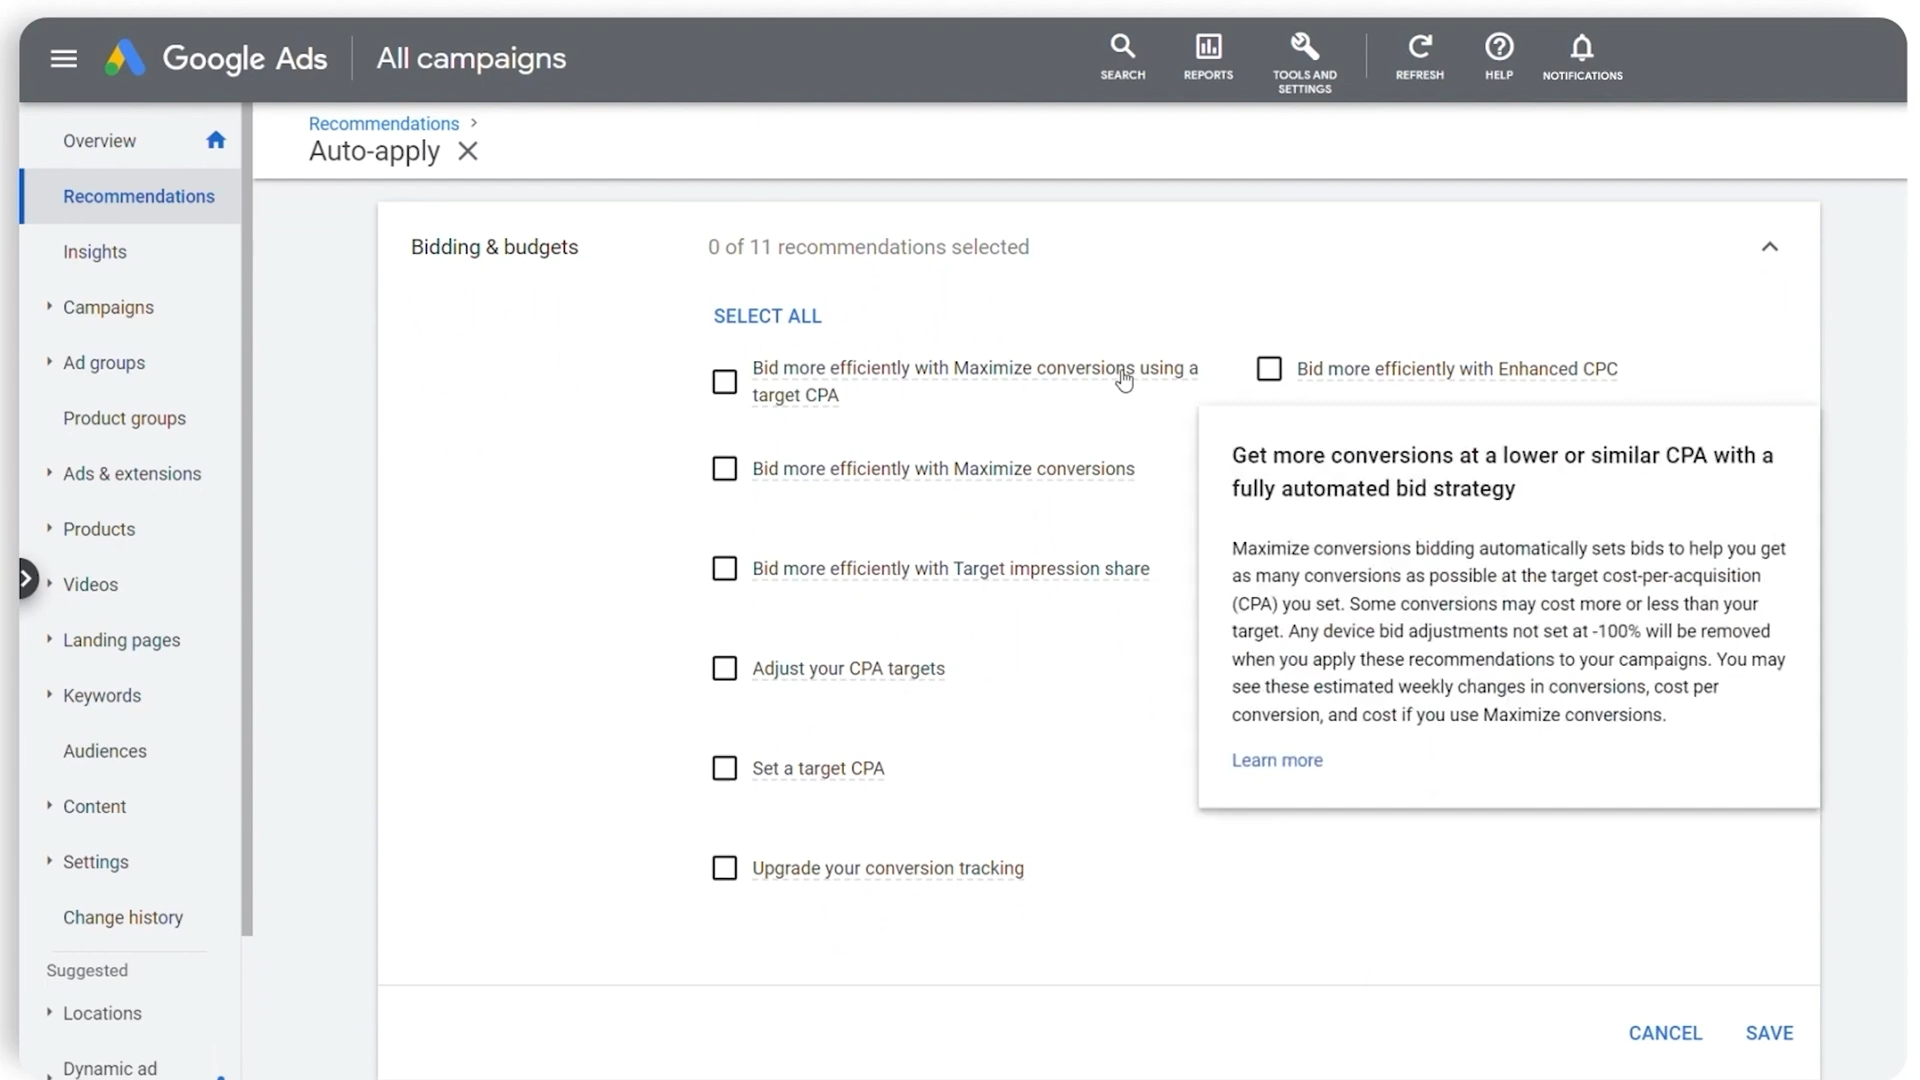 Google Ads
All campaigns
SEARCH
REPORTS
TOOLS AND
SETTINGS
REFRESH
HELP
NOTIFICATIONS
Overview
Recommendations
Insights
Campaigns
Ad groups
Product groups
Ads & extensions
Products
Videos
Landing pages
Keywords
Audiences
Content
Settings
Change history
Suggested
Locations
Dynamic ad
Recommendations
Auto-apply
Bidding & budgets
0 of 11 recommendations selected
SELECT ALL
Bid more efficiently with Maximize conversions using a
target CPA
Bid more efficiently with Enhanced CPC
Bid more efficiently with Maximize conversions
Bid more efficiently with Target impression share
Adjust your CPA targets
Set a target CPA
Upgrade your conversion tracking
Get more conversions at a lower or similar CPA with a
fully automated bid strategy
Maximize conversions bidding automatically sets bids to help you get
as many conversions as possible at the target cost-per-acquisition
(CPA) you set. Some conversions may cost more or less than your
target. Any device bid adjustments not set at -100% will be removed
when you apply these recommendations to your campaigns. You may
see these estimated weekly changes in conversions, cost per
conversion, and cost if you use Maximize conversions.
Learn more
CANCEL
SAVE